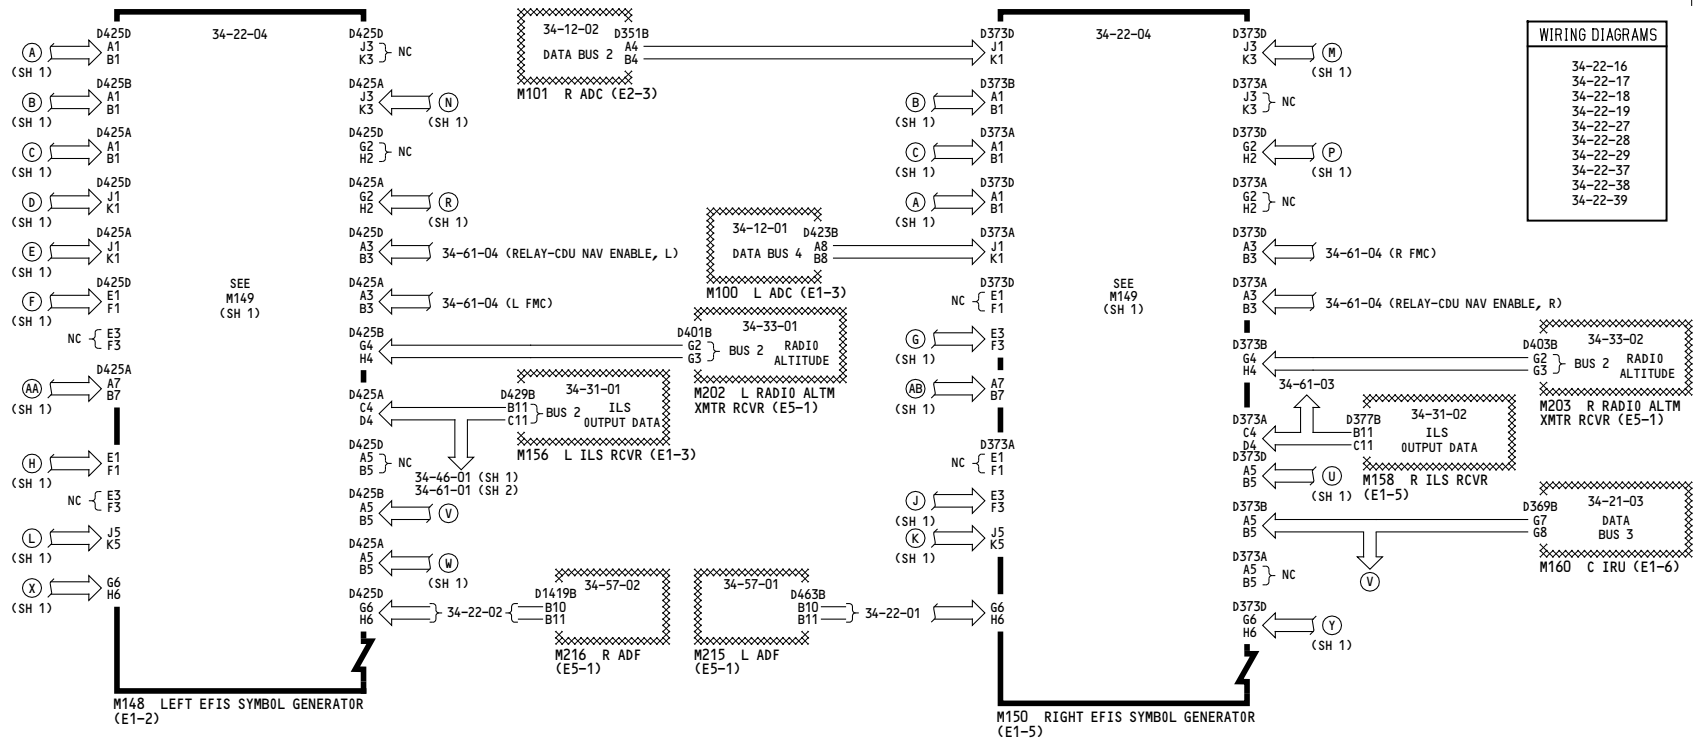 D425D
34-22-04
D425D
A
(SH 1)
A1
B1
J3
K3
NC
D425B
D425A
B
(SH 1)
A1
B1
J3
K3
N
(SH 1)
D425A
D425D
C
(SH 1)
A1
B1
G2
H2
NC
D425D
D425A
D
(SH 1)
J1
K1
G2
H2
R
(SH 1)
D425A
D425D
E
(SH 1)
J1
K1
A3
B3
34-61-04 (RELAY-CDU NAV ENABLE, L)
D425D
D425A
F
(SH 1)
E1
F1
SEE
M149
(SH 1)
A3
B3
34-61-04 (L FMC)
NC
E3
F3
D425B
G4
H4
D425A
AA
(SH 1)
A7
B7
D425A
C4
D4
D425D
H
(SH 1)
E1
F1
A5
B5
NC
34-46-01 (SH 1)
34-61-01 (SH 2)
NC
E3
F3
D425B
A5
B5
V
L
(SH 1)
J5
K5
D425A
A5
B5
W
(SH 1)
X
(SH 1)
G6
H6
D425D
G6
H6
34-22-02
M148 LEFT EFIS SYMBOL GENERATOR
(E1-2)
34-12-02
D351B
DATA BUS 2
A4
B4
M101 R ADC (E2-3)
34-12-01
D423B
DATA BUS 4
A8
B8
M100 L ADC (E1-3)
34-33-01
D401B
G2
G3
BUS 2
RADIO
ALTITUDE
M202 L RADIO ALTM
XMTR RCVR (E5-1)
34-31-01
D429B
B11
C11
BUS 2
ILS
OUTPUT DATA
M156 L ILS RCVR (E1-3)
34-57-02
D1419B
B10
B11
M216 R ADF
(E5-1)
34-57-01
D463B
B10
B11
34-22-01
M215 L ADF
(E5-1)
D373D
34-22-04
D373D
J1
K1
J3
K3
M
(SH 1)
D373B
D373A
B
(SH 1)
A1
B1
J3
K3
NC
D373A
D373D
C
(SH 1)
A1
B1
G2
H2
P
(SH 1)
D373D
D373A
A
(SH 1)
A1
B1
G2
H2
NC
D373A
D373D
J1
K1
A3
B3
34-61-04 (R FMC)
D373D
D373A
NC
E1
F1
SEE
M149
(SH 1)
A3
B3
34-61-04 (RELAY-CDU NAV ENABLE, R)
G
(SH 1)
E3
F3
D373B
G4
H4
34-61-03
AB
(SH 1)
A7
B7
D373A
C4
D4
D373A
NC
E1
F1
D373D
A5
B5
U
(SH 1)
J
(SH 1)
E3
F3
D373B
A5
B5
V
K
(SH 1)
J5
K5
D373A
A5
B5
NC
G6
H6
D373D
G6
H6
Y
(SH 1)
M150 RIGHT EFIS SYMBOL GENERATOR
(E1-5)
34-33-02
D403B
G2
G3
BUS 2
RADIO
ALTITUDE
M203 R RADIO ALTM
XMTR RCVR (E5-1)
34-31-02
D377B
B11
C11
ILS
OUTPUT DATA
M158 R ILS RCVR
(E1-5)
34-21-03
D369B
G7
G8
DATA
BUS 3
M160 C IRU (E1-6)
WIRING DIAGRAMS
34-22-16
34-22-17
34-22-18
34-22-19
34-22-27
34-22-28
34-22-29
34-22-37
34-22-38
34-22-39